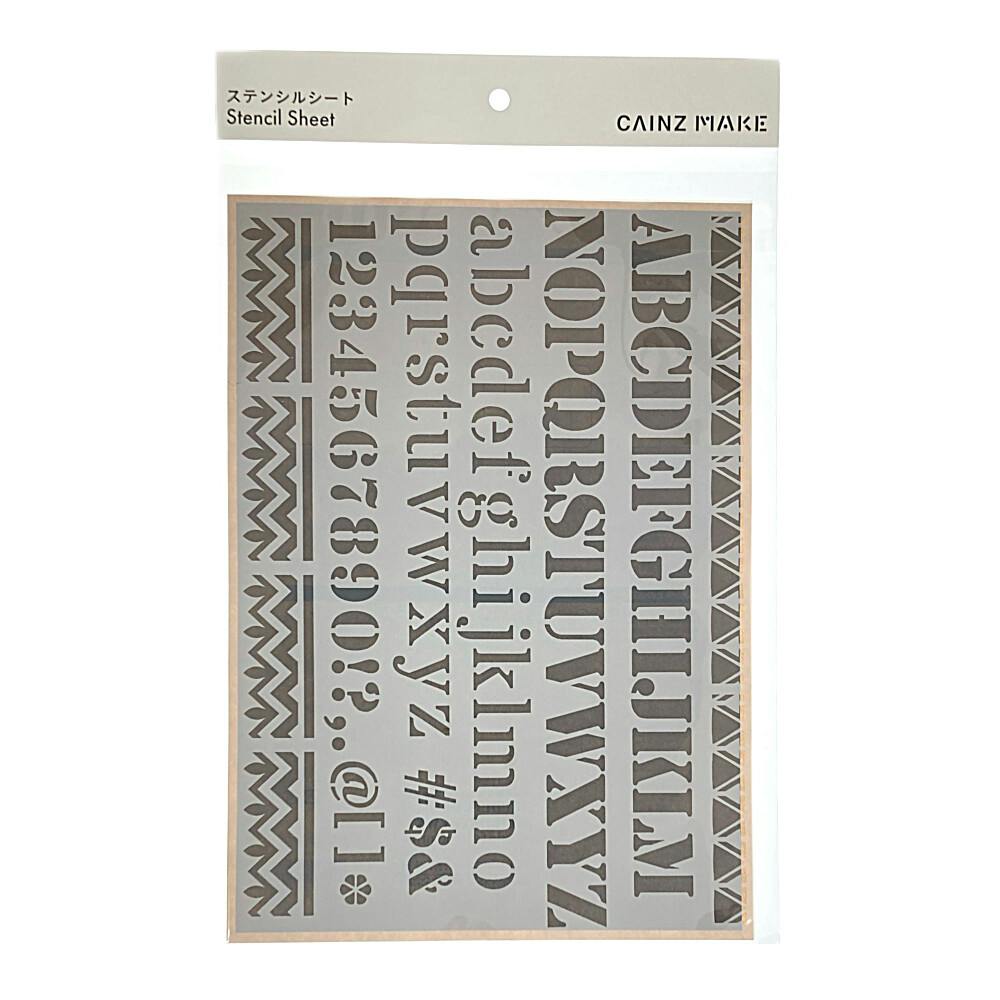 ステンシルシート
Stencil Sheet
CAINZ MAKE
ABCDEFGHIJKLM
NOPQRSTUVWXYZ
abcdefghijklmno
pqrstuvwxyz #$&
1234567890!?,.@[]*